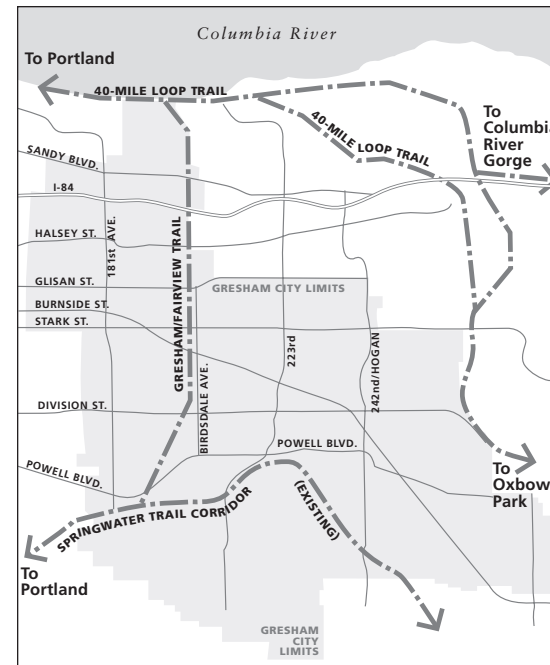 Columbia River
To Portland
40-MILE LOOP TRAIL
40-MILE LOOP TRAIL
To
Columbia
River
Gorge
SANDY BLVD.
I-84
181st AVE.
HALSEY ST.
GRESHAM/FAIRVIEW TRAIL
GLISAN ST.
GRESHAM CITY LIMITS
BURNSIDE ST.
STARK ST.
223rd
242nd/HOGAN
BIRDSDALE AVE.
DIVISION ST.
POWELL BLVD.
POWELL BLVD.
To
Oxbow
Park
SPRINGWATER TRAIL CORRIDOR
(EXISTING)
To
Portland
GRESHAM
CITY
LIMITS